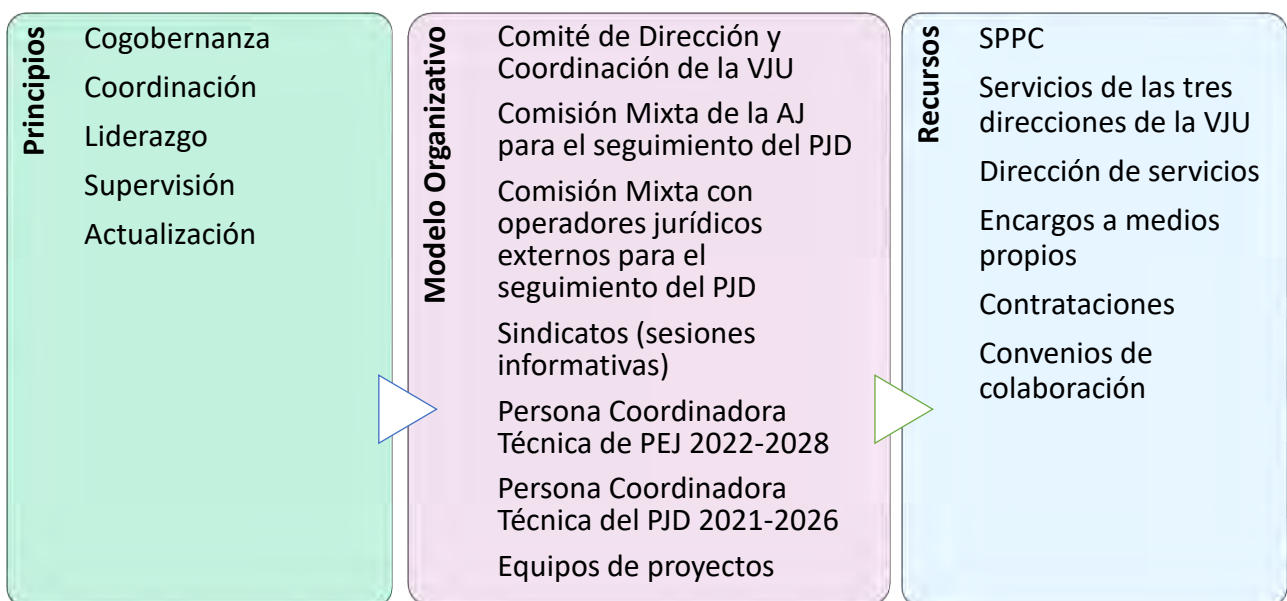 Principios
Cogobernanza
Coordinación
Liderazgo
Supervisión
Actualización
Modelo Organizativo
Comité de Dirección y
Coordinación de la VJU
Comisión Mixta de la AJ
para el seguimiento del PJD
Comisión Mixta con
operadores jurídicos
externos para el
seguimiento del PJD
Sindicatos (sesiones
informativas)
Persona Coordinadora
Técnica de PEJ 2022-2028
Persona Coordinadora
Técnica del PJD 2021-2026
Equipos de proyectos
Recursos
SPPC
Servicios de las tres
direcciones de la VJU
Dirección de servicios
Encargos a medios
propios
Contrataciones
Convenios de
colaboración